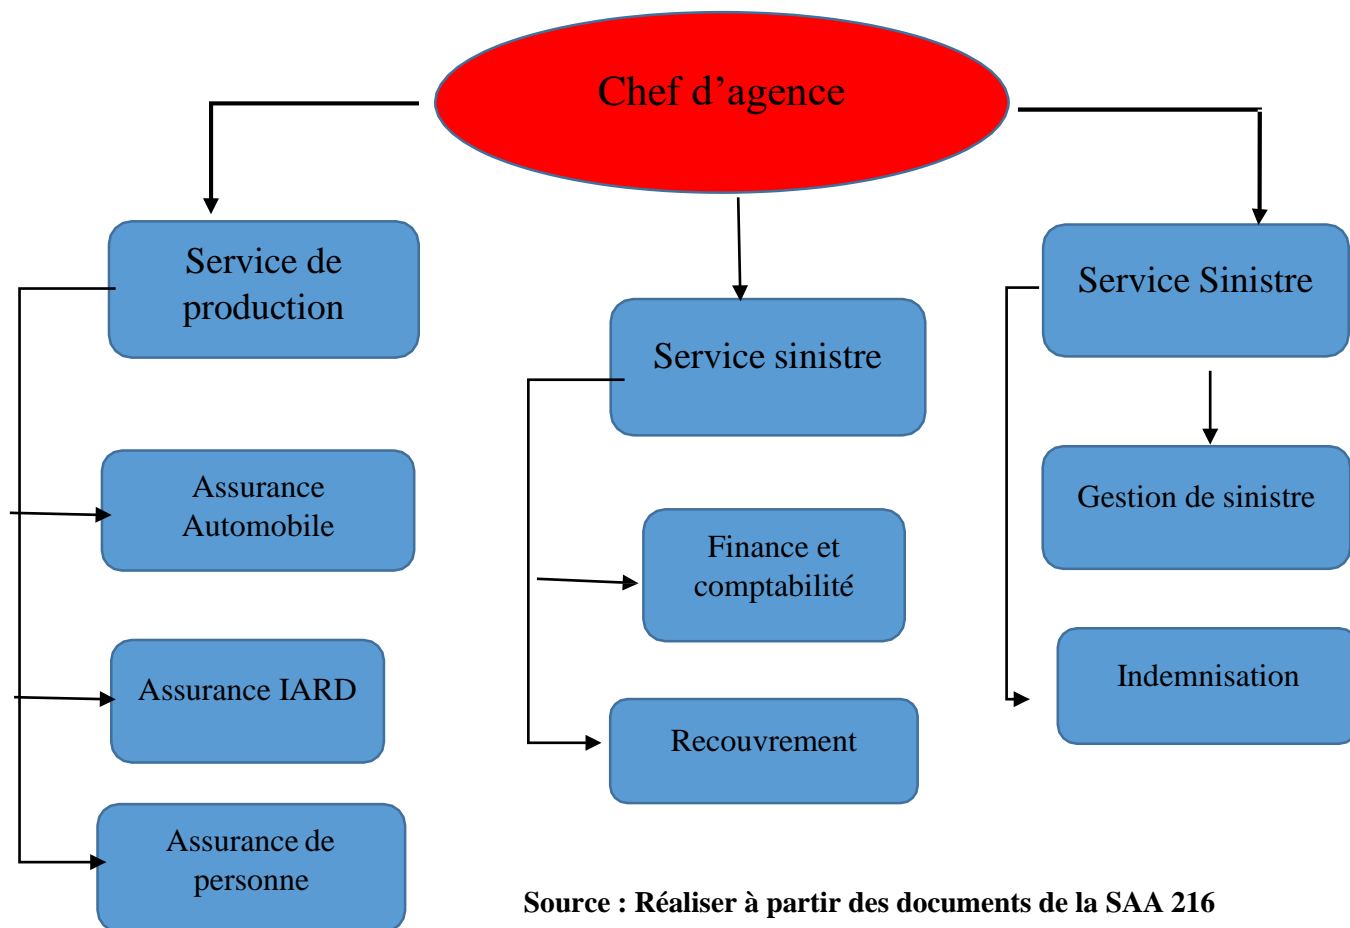 Chef d’agence
Service de
production
Service sinistre
Service Sinistre
Assurance
Automobile
Finance et
comptabilité
Gestion de sinistre
Assurance IARD
Recouvrement
Indemnisation
Assurance de
personne
Source : Réaliser à partir des documents de la SAA 216